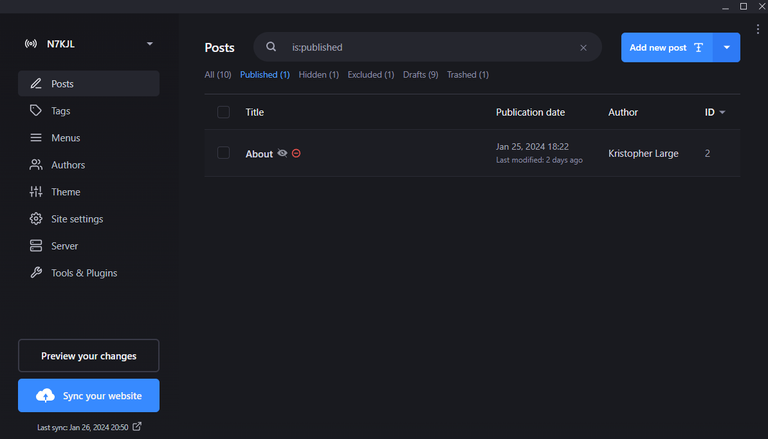 N7KJL
Posts
Tags
Menus
Authors
Theme
Site settings
Server
Tools & Plugins
Preview your changes
Sync your website
Last sync: Jan 26, 2024 20:50
Posts
is:published
Add new post
All (10) Published (1) Hidden (1) Excluded (1) Drafts (9) Trashed (1)
Title Publication date Author ID
About Jan 25, 2024 18:22 Kristopher Large 2
Last modified: 2 days ago